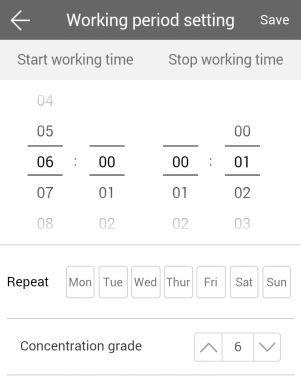 Working period setting Save
Start working time Stop working time
04
05 00
06 : 00 00 : 01
07 01 01 02
08 02 02 03
Repeat Mon Tue Wed Thur Fri Sat Sun
Concentration grade 6